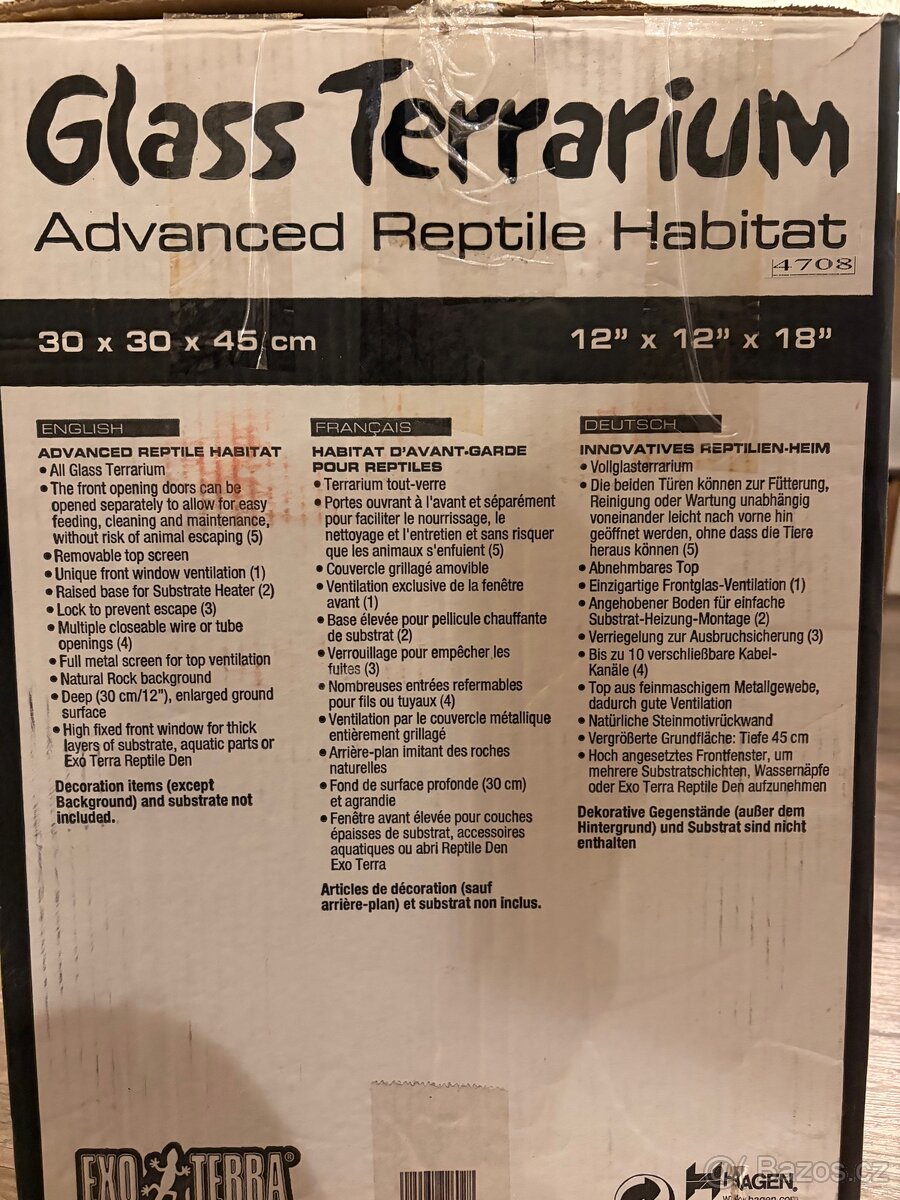 Glass Terrarium
Advanced Reptile Habitat
4708
30 x 30 x 45 cm
12” x 12” x 18”
ENGLISH
ADVANCED REPTILE HABITAT
• All Glass Terrarium
• The front opening doors can be
opened separately to allow for easy
feeding, cleaning and maintenance,
without risk of animal escaping (5)
• Removable top screen
• Unique front window ventilation (1)
• Raised base for Substrate Heater (2)
• Lock to prevent escape (3)
• Multiple closeable wire or tube
openings (4)
• Full metal screen for top ventilation
• Natural Rock background
• Deep (30 cm/12”), enlarged ground
surface
• High fixed front window for thick
layers of substrate, aquatic parts or
Exo Terra Reptile Den
Decoration items (except
Background) and substrate not
included.
FRANÇAIS
HABITAT D'AVANT-GARDE
POUR REPTILES
• Terrarium tout-verre
• Portes ouvrant à l'avant et séparément
pour faciliter le nourrissage, le
nettoyage et l'entretien et sans risquer
que les animaux s'enfuient (5)
• Couvercle grillagé amovible
• Ventilation exclusive de la fenêtre
avant (1)
• Base élevée pour pellicule chauffante
de substrat (2)
• Verrouillage pour empêcher les
fuites (3)
• Nombreuses entrées refermables
pour fils ou tuyaux (4)
• Ventilation par le couvercle métallique
entièrement grillagé
• Arrière-plan imitant des roches
naturelles
• Fond de surface profonde (30 cm)
et agrandie
• Fenêtre avant élevée pour couches
épaisses de substrat, accessoires
aquatiques ou abri Reptile Den
Exo Terra
Articles de décoration (sauf
arrière-plan) et substrat non inclus.
DEUTSCH
INNOVATIVES REPTILIEN-HEIM
• Vollglasterrarium
• Die beiden Türen können zur Fütterung,
Reinigung oder Wartung unabhängig
voneinander leicht nach vorne hin
geöffnet werden, ohne dass die Tiere
heraus können (5)
• Abnehmbares Top
• Einzigartige Frontglas-Ventilation (1)
• Angehobener Boden für einfache
Substrat-Heizung-Montage (2)
• Verriegelung zur Ausbruchsicherung (3)
• Bis zu 10 verschließbare Kabel-
Kanäle (4)
• Top aus feinmaschigem Metallgewebe,
dadurch gute Ventilation
• Natürliche Steinmotivrückwand
• Vergrößerte Grundfläche: Tiefe 45 cm
• Hoch angesetztes Frontfenster, um
mehrere Substratschichten, Wassernäpfe
oder Exo Terra Reptile Den aufzunehmen
Dekorative Gegenstände (außer dem
Hintergrund) und Substrat sind nicht
enthalten
EXO TERRA®
HAGEN®
www.hagen.com
Bazos.cz